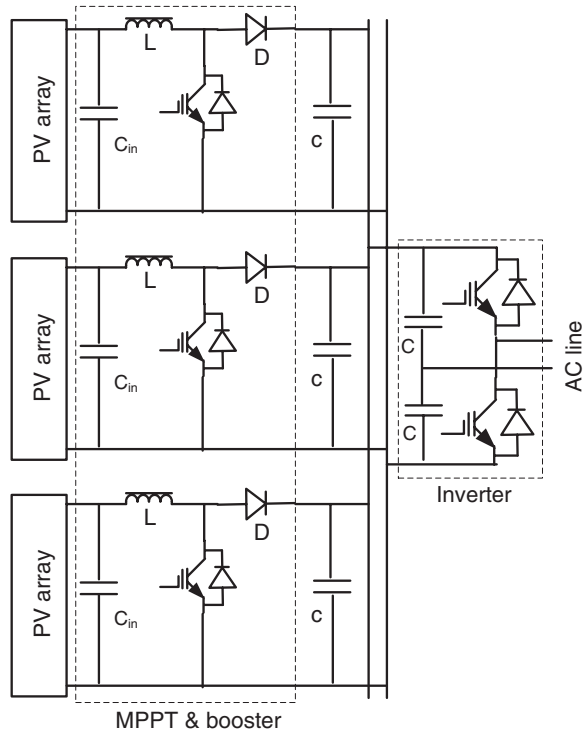 PV array
L
D
Cin
c
PV array
L
D
Cin
c
C
C
AC line
Inverter
PV array
L
D
Cin
c
MPPT & booster